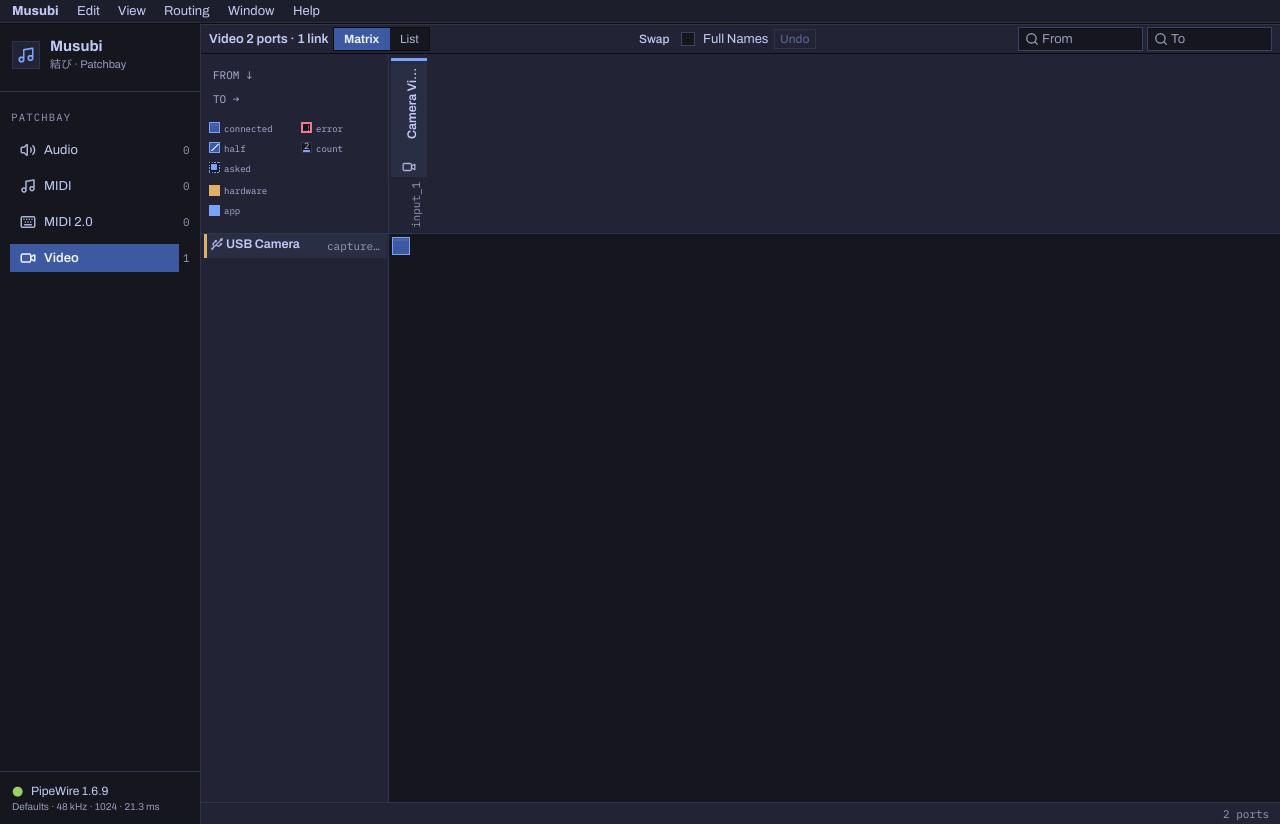 Musubi Edit View Routing Window Help
Musubi
結び · Patchbay
PATCHBAY
Audio 0
MIDI 0
MIDI 2.0 0
Video 1
PipeWire 1.6.9
Defaults · 48 kHz · 1024 · 21.3 ms
Video 2 ports · 1 link Matrix List Swap Full Names Undo From To
FROM ↓
TO →
connected error
half 2 count
asked
hardware
app
Camera Vi…
input_1
USB Camera capture…
2 ports